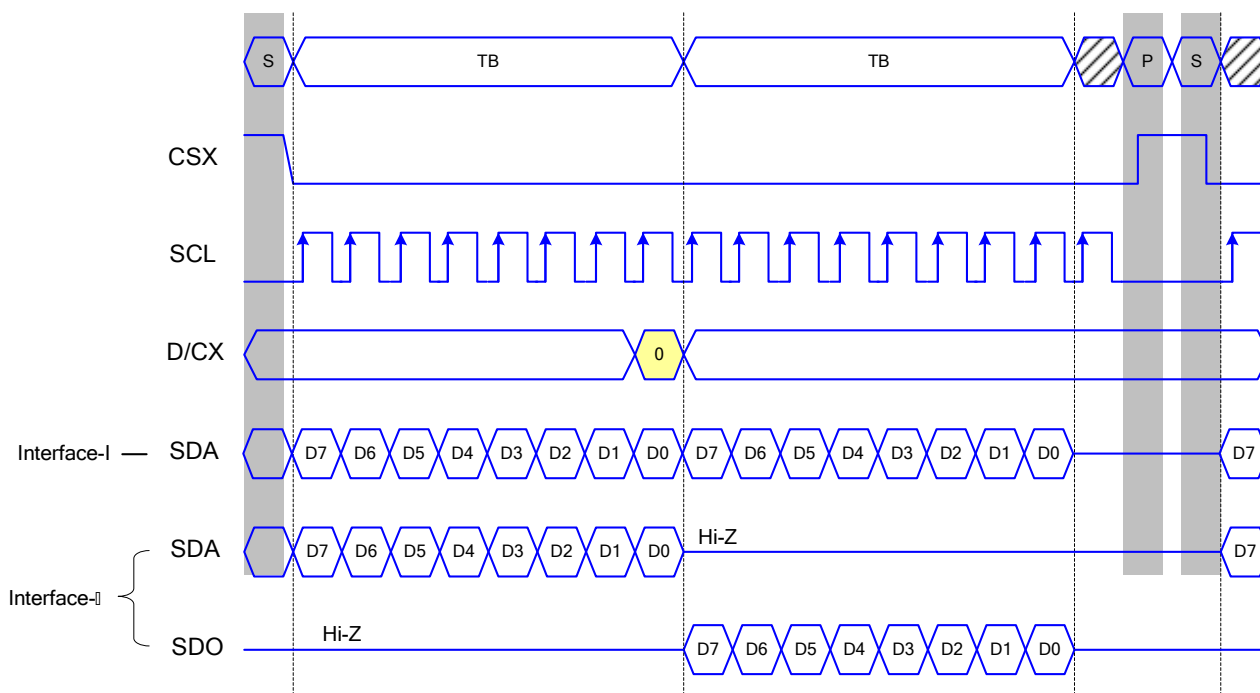 S TB TB P S
CSX
SCL
D/CX 0
Interface-I SDA D7 D6 D5 D4 D3 D2 D1 D0 D7 D6 D5 D4 D3 D2 D1 D0 D7
SDA D7 D6 D5 D4 D3 D2 D1 D0 Hi-Z D7
Interface-▯
SDO Hi-Z D7 D6 D5 D4 D3 D2 D1 D0